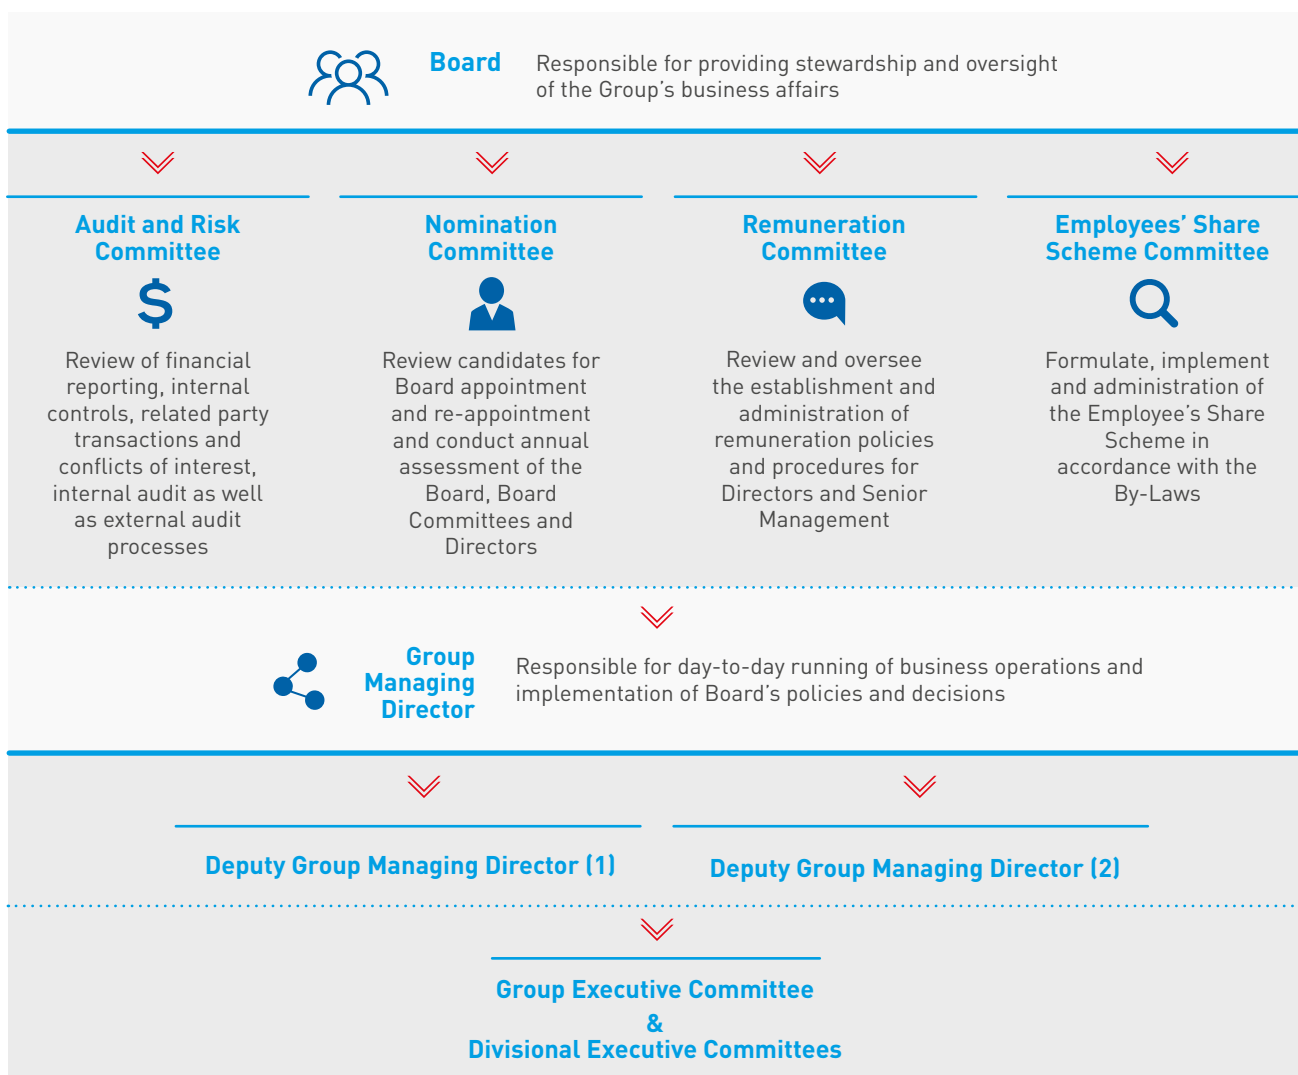 Board
Responsible for providing stewardship and oversight
of the Group's business affairs
Audit and Risk
Committee
$
Review of financial
reporting, internal
controls, related party
transactions and
conflicts of interest,
internal audit as well
as external audit
processes
Nomination
Committee
Review candidates for
Board appointment
and re-appointment
and conduct annual
assessment of the
Board, Board
Committees and
Directors
Remuneration
Committee
Review and oversee
the establishment and
administration of
remuneration policies
and procedures for
Directors and Senior
Management
Employees' Share
Scheme Committee
Formulate, implement
and administration of
the Employee's Share
Scheme in
accordance with the
By-Laws
Group
Managing
Director
Responsible for day-to-day running of business operations and
implementation of Board's policies and decisions
Deputy Group Managing Director (1)
Deputy Group Managing Director (2)
Group Executive Committee
&
Divisional Executive Committees